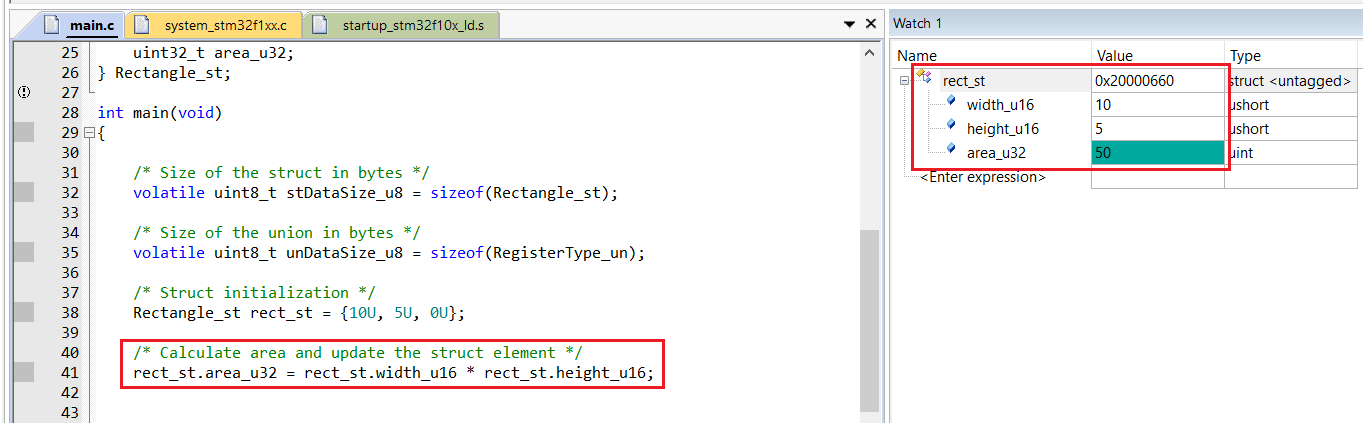 main.c system_stm32f1xx.c startup_stm32f10x_ld.s
25 uint32_t area_u32;
26 } Rectangle_st;
27
28 int main(void)
29 {
30
31 /* Size of the struct in bytes */
32 volatile uint8_t stDataSize_u8 = sizeof(Rectangle_st);
33
34 /* Size of the union in bytes */
35 volatile uint8_t unDataSize_u8 = sizeof(RegisterType_un);
36
37 /* Struct initialization */
38 Rectangle_st rect_st = {10U, 5U, 0U};
39
40 /* Calculate area and update the struct element */
41 rect_st.area_u32 = rect_st.width_u16 * rect_st.height_u16;
42
43
Watch 1
Name Value Type
rect_st 0x20000660 struct <untagged>
width_u16 10 ushort
height_u16 5 ushort
area_u32 50 uint
<Enter expression>